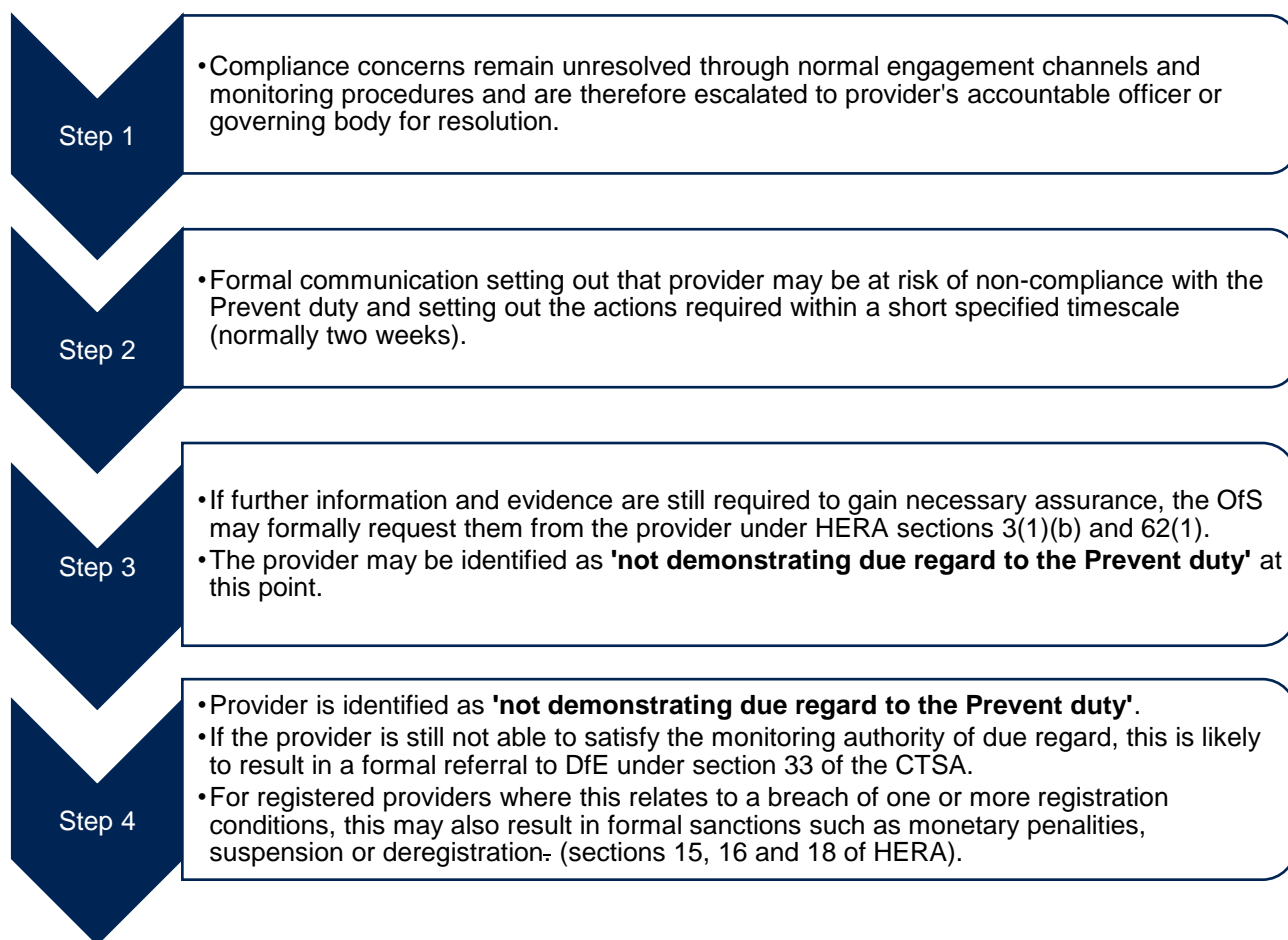 Step 1
•Compliance concerns remain unresolved through normal engagement channels and
monitoring procedures and are therefore escalated to provider's accountable officer or
governing body for resolution.
Step 2
•Formal communication setting out that provider may be at risk of non-compliance with the
Prevent duty and setting out the actions required within a short specified timescale
(normally two weeks).
Step 3
•If further information and evidence are still required to gain necessary assurance, the OfS
may formally request them from the provider under HERA sections 3(1)(b) and 62(1).
•The provider may be identified as 'not demonstrating due regard to the Prevent duty' at
this point.
Step 4
•Provider is identified as 'not demonstrating due regard to the Prevent duty'.
•If the provider is still not able to satisfy the monitoring authority of due regard, this is likely
to result in a formal referral to DfE under section 33 of the CTSA.
•For registered providers where this relates to a breach of one or more registration
conditions, this may also result in formal sanctions such as monetary penalities,
suspension or deregistration. (sections 15, 16 and 18 of HERA).